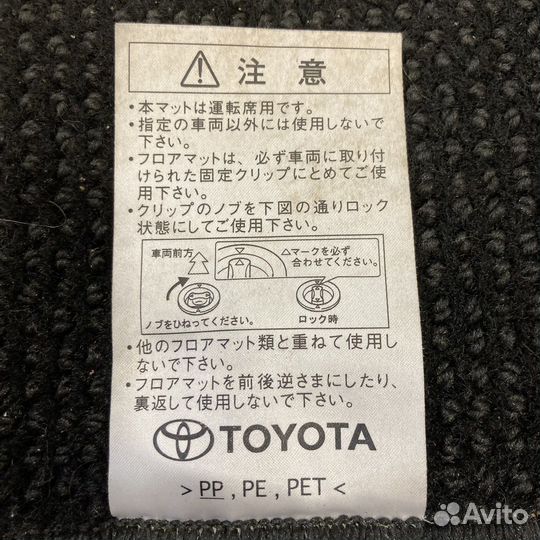 ⚠ 注意
・本マットは運転席用です。
・指定の車両以外には使用しないで
下さい。
・フロアマットは、必ず車両に取り付
けられた固定クリップにとめてご使
用下さい。
・クリップのノブを下図の通りロック
状態にしてご使用下さい。
車両前方
△マークを必ず
合わせてください。
ノブをひねってください。
ロック時
・他のフロアマット類と重ねて使用し
ないで下さい。
・フロアマットを前後逆さまにしたり、
裏返して使用しないで下さい。
TOYOTA
>PP,PE,PET<
Avito